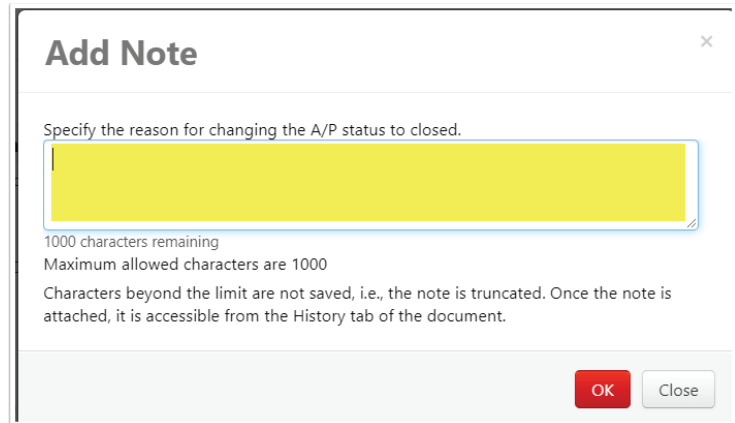 Add Note
×
Specify the reason for changing the A/P status to closed.
1000 characters remaining
Maximum allowed characters are 1000
Characters beyond the limit are not saved, i.e., the note is truncated. Once the note is
attached, it is accessible from the History tab of the document.
OK Close